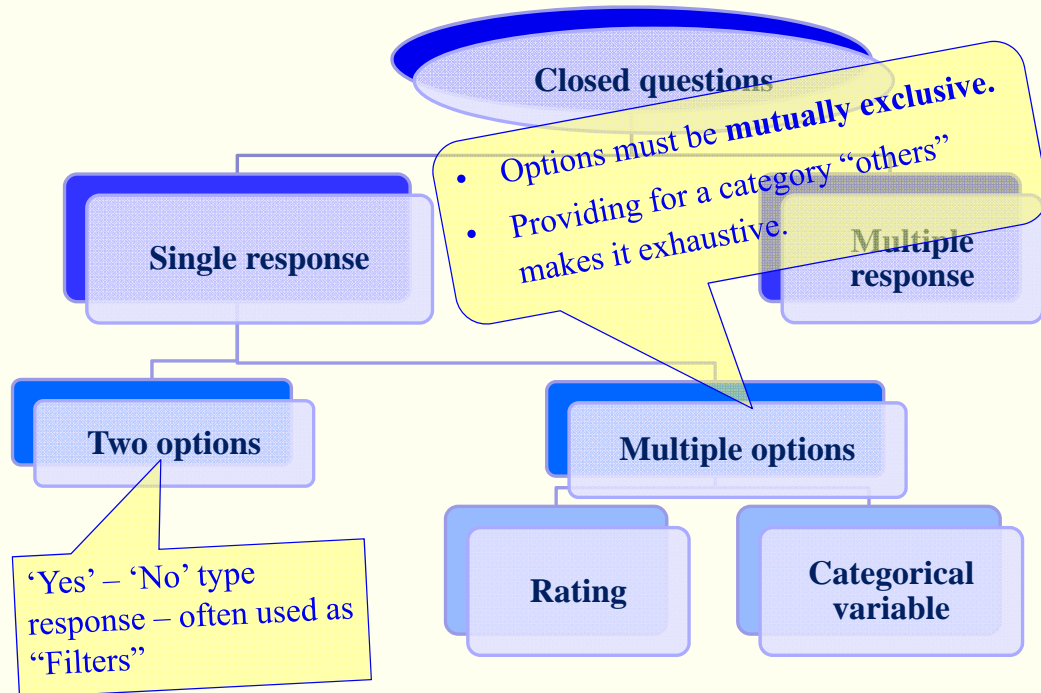 Closed questions
• Options must be mutually exclusive.
• Providing for a category “others”
makes it exhaustive.
Single response
Multiple
response
Two options
Multiple options
‘Yes’ – ‘No’ type
response – often used as
“Filters”
Rating
Categorical
variable